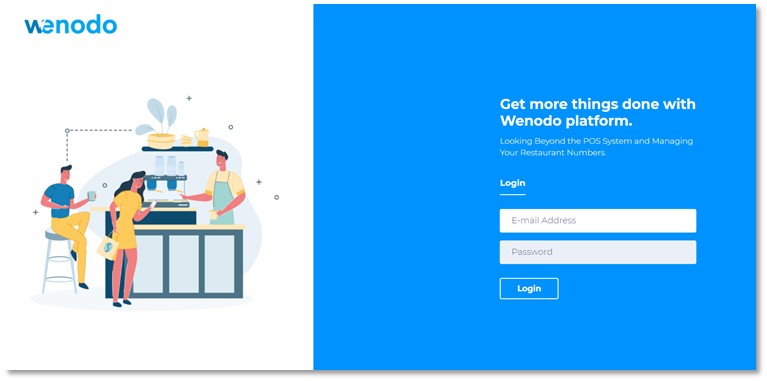 wenodo
Get more things done with
Wenodo platform.
Looking Beyond the POS System and Managing
Your Restaurant Numbers.
Login
E-mail Address
Password
Login